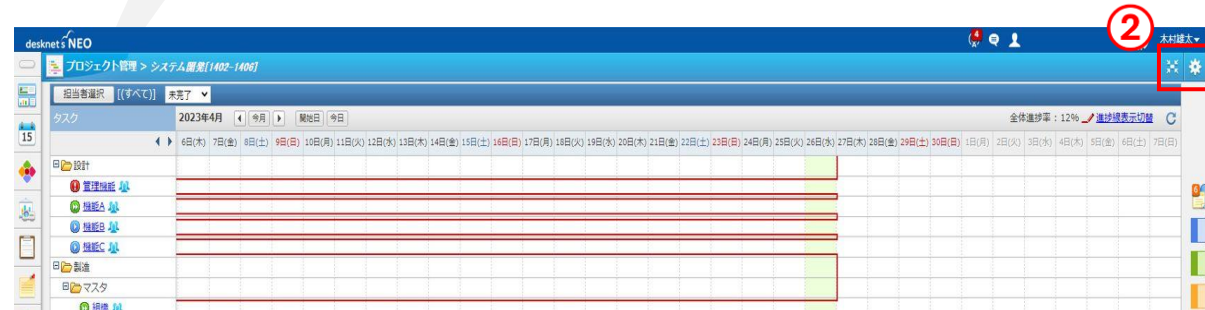 ②
desknet's NEO 4 木村雄太▾
プロジェクト管理 > システム開発[1402-1406]
担当者選択 [(すべて)] 未完了
タスク 2023年4月 今月 開始日 今日 全体進捗率：12% 進捗線表示切替
15
6日(木) 7日(金) 8日(土) 9日(日) 10日(月) 11日(火) 12日(水) 13日(木) 14日(金) 15日(土) 16日(日) 17日(月) 18日(火) 19日(水) 20日(木) 21日(金) 22日(土) 23日(日) 24日(月) 25日(火) 26日(水) 27日(木) 28日(金) 29日(土) 30日(日) 1日(月) 2日(火) 3日(水) 4日(木) 5日(金) 6日(土) 7日(日)
設計
管理機能
機能A
6
機能B
機能C
製造
マスタ
組織